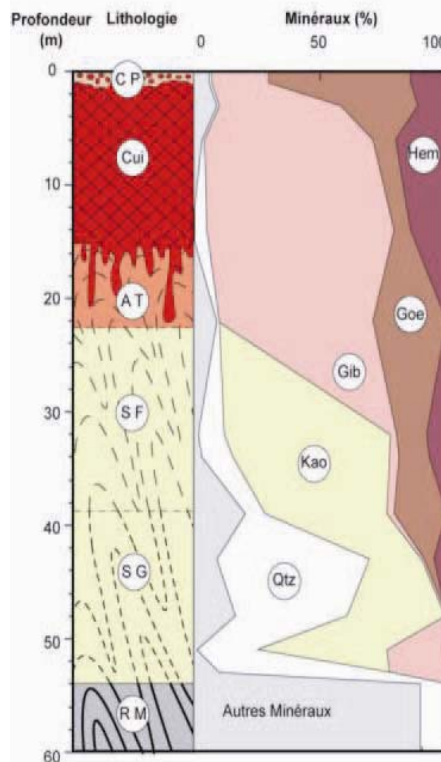 Profondeur Lithologie Minéraux (%)
(m) 0 50 100
0
C P
Hem
Cui
10
A T
20
Goe
Gib
S F
30
Kao
40
S G
Qtz
50
R M
Autres Minéraux
60